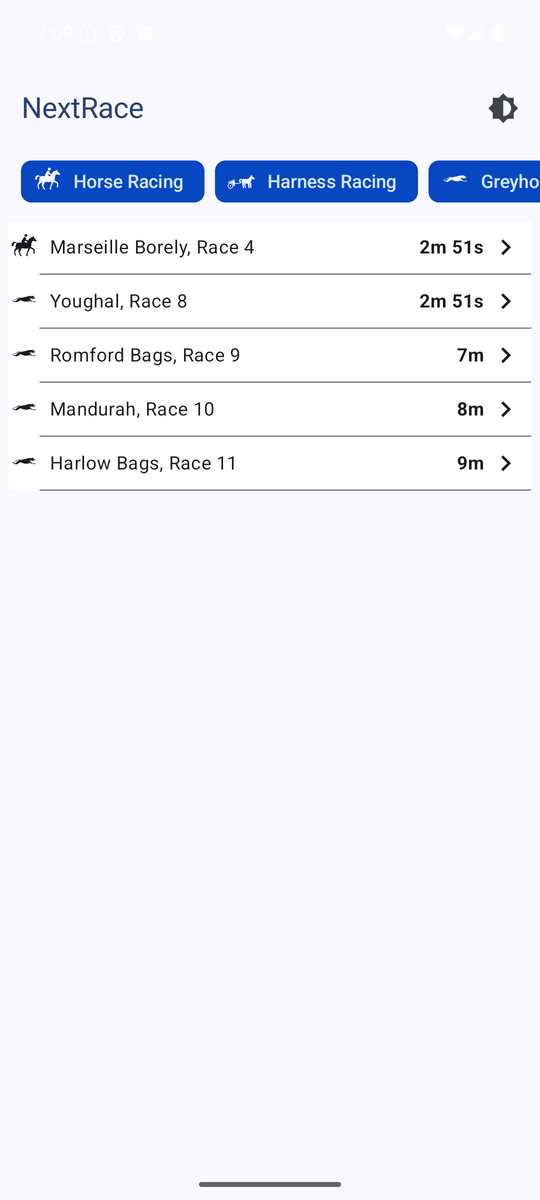 2:09
NextRace
Horse Racing
Harness Racing
Greyho
Marseille Borely, Race 4 2m 51s
Youghal, Race 8 2m 51s
Romford Bags, Race 9 7m
Mandurah, Race 10 8m
Harlow Bags, Race 11 9m